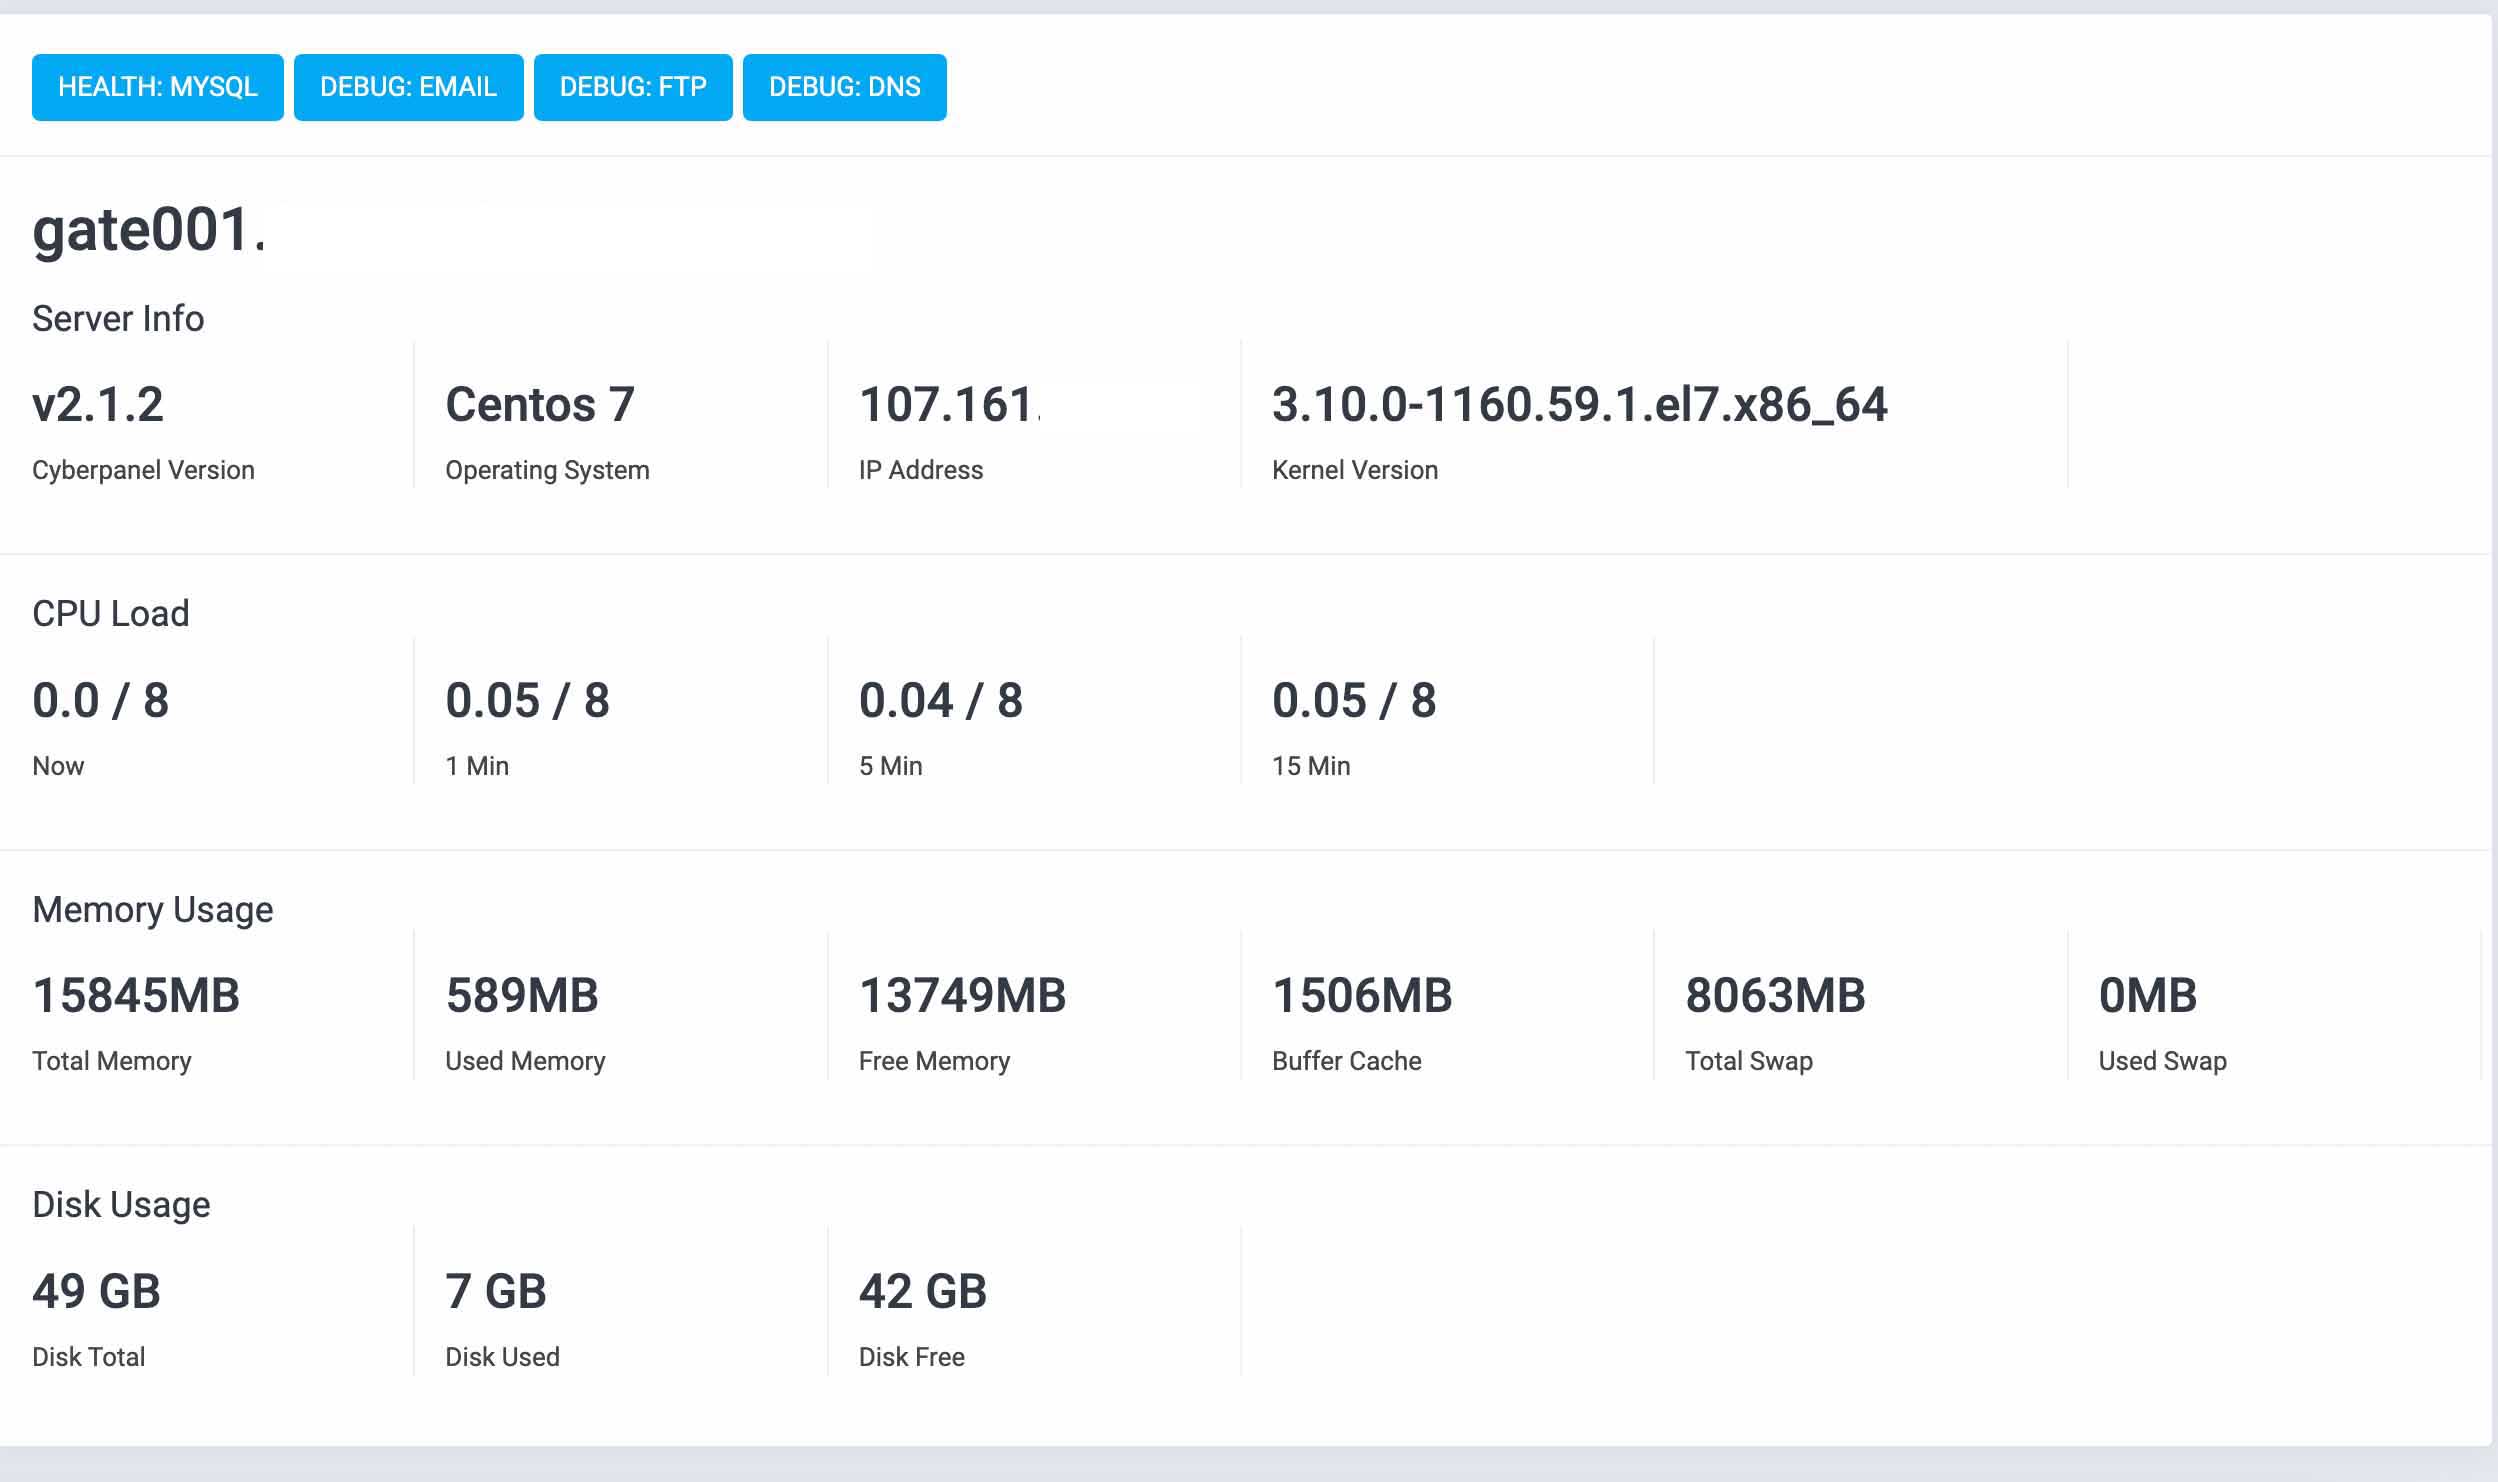 HEALTH: MYSQL DEBUG: EMAIL DEBUG: FTP DEBUG: DNS
gate001.
Server Info
v2.1.2 Centos 7 107.161. 3.10.0-1160.59.1.el7.x86_64
Cyberpanel Version Operating System IP Address Kernel Version
CPU Load
0.0 / 8 0.05 / 8 0.04 / 8 0.05 / 8
Now 1 Min 5 Min 15 Min
Memory Usage
15845MB 589MB 13749MB 1506MB 8063MB 0MB
Total Memory Used Memory Free Memory Buffer Cache Total Swap Used Swap
Disk Usage
49 GB 7 GB 42 GB
Disk Total Disk Used Disk Free